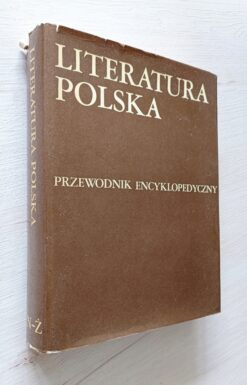 LITERATURA
POLSKA
PRZEWODNIK ENCYKLOPEDYCZNY
LITERATURA POLSKA
N-Ż